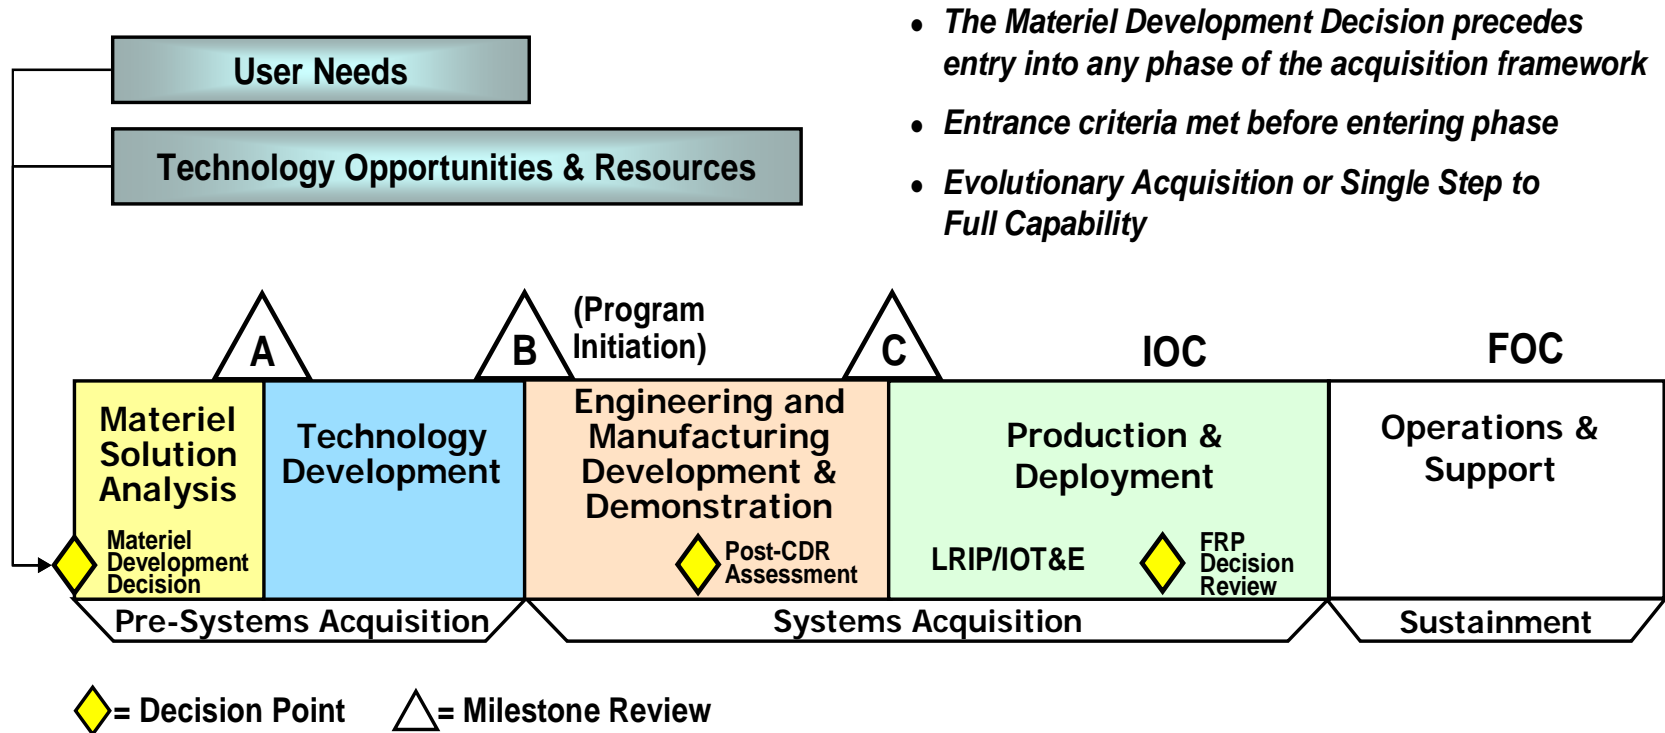 User Needs
Technology Opportunities & Resources
• The Materiel Development Decision precedes
entry into any phase of the acquisition framework
• Entrance criteria met before entering phase
• Evolutionary Acquisition or Single Step to
Full Capability
A
B
(Program
Initiation)
C
IOC
FOC
Materiel
Solution
Analysis
Technology
Development
Engineering and
Manufacturing
Development &
Demonstration
Production &
Deployment
Operations &
Support
Materiel
Development
Decision
Post-CDR
Assessment
LRIP/IOT&E
FRP
Decision
Review
Pre-Systems Acquisition
Systems Acquisition
Sustainment
= Decision Point
= Milestone Review